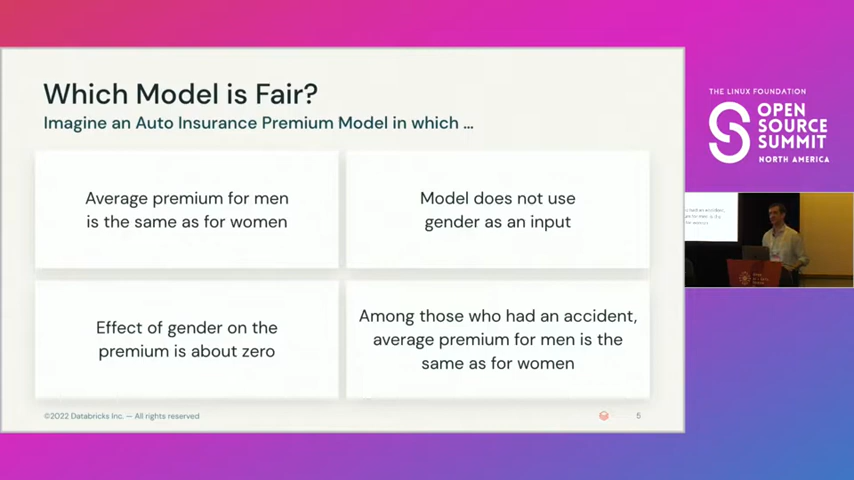 Which Model is Fair?
Imagine an Auto Insurance Premium Model in which ...
Average premium for men
is the same as for women
Model does not use
gender as an input
Effect of gender on the
premium is about zero
Among those who had an accident,
average premium for men is the
same as for women
©2022 Databricks Inc. — All rights reserved
5
THE LINUX FOUNDATION
OPEN
SOURCE
SUMMIT
NORTH AMERICA